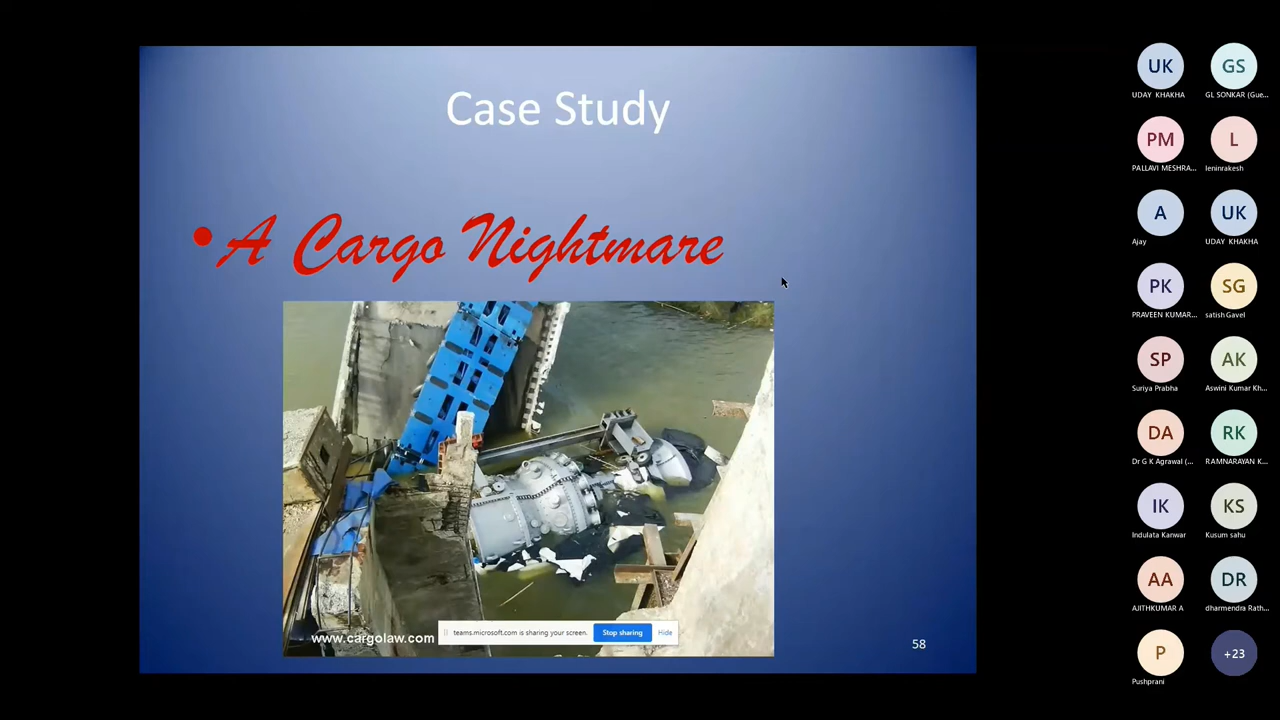 Case Study
• A Cargo Nightmare
www.cargolaw.com
teams.microsoft.com is sharing your screen.
Stop sharing
Hide
58
UK
GS
UDAY KHAKHA
GL SONKAR (Gue...
PM
L
PALLAVI MESHRA...
leninrakesh
A
UK
Ajay
UDAY KHAKHA
PK
SG
PRAVEEN KUMAR...
satish Gavel
SP
AK
Suriya Prabha
Aswini Kumar Kh...
DA
RK
Dr G K Agrawal (...
RAMNARAYAN K...
IK
KS
Indulata Kanwar
Kusum sahu
AA
DR
AJITHKUMAR A
dharmendra Rath...
P
+23
Pushprani